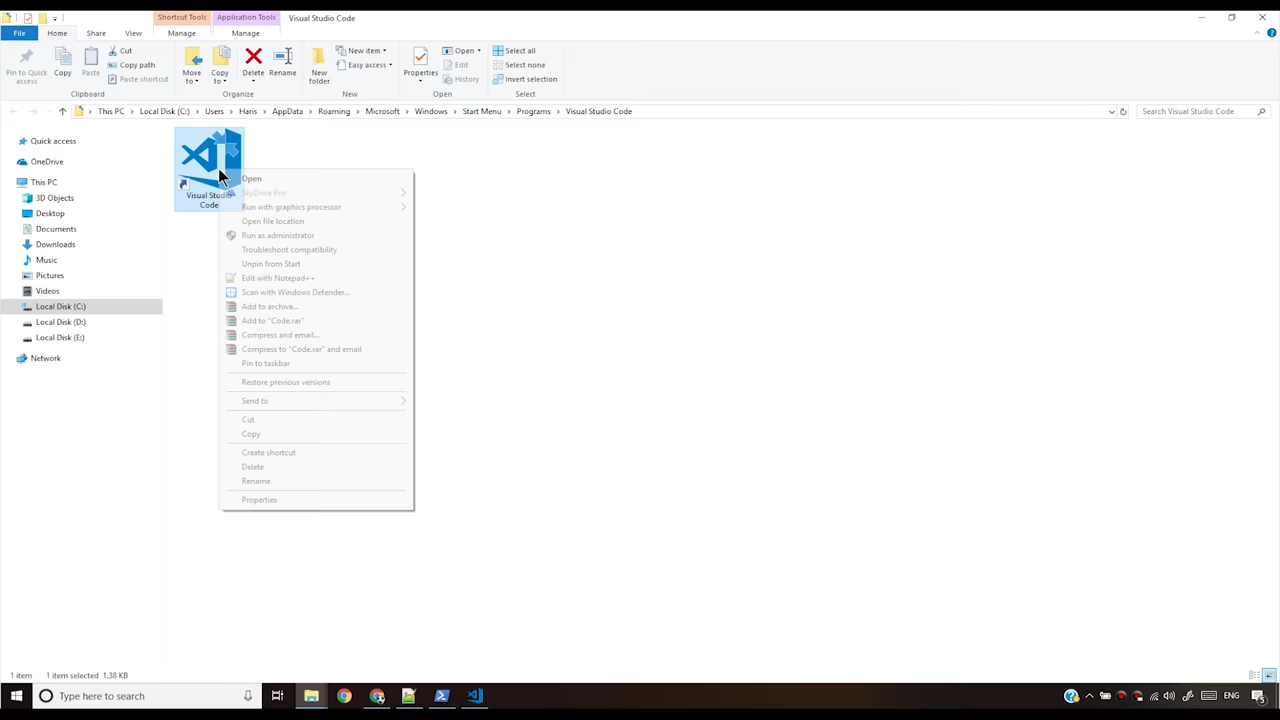 Shortcut Tools
Application Tools
Visual Studio Code
File
Home
Share
View
Manage
Manage
Pin to Quick access
Copy
Paste
Cut
Copy path
Paste shortcut
Clipboard
Move to
Copy to
Delete
Rename
Organize
New folder
New item
Easy access
New
Properties
Open
Edit
History
Open
Select all
Select none
Invert selection
Select
This PC > Local Disk (C:) > Users > Haris > AppData > Roaming > Microsoft > Windows > Start Menu > Programs > Visual Studio Code
Search Visual Studio Code
Quick access
OneDrive
This PC
3D Objects
Desktop
Documents
Downloads
Music
Pictures
Videos
Local Disk (C:)
Local Disk (D:)
Local Disk (E:)
Network
Visual Studio
Code
Open
SkyDrive Pro
Run with graphics processor
Open file location
Run as administrator
Troubleshoot compatibility
Unpin from Start
Edit with Notepad++
Scan with Windows Defender...
Add to archive...
Add to "Code.rar"
Compress and email...
Compress to "Code.rar" and email
Pin to taskbar
Restore previous versions
Send to
Cut
Copy
Create shortcut
Delete
Rename
Properties
1 item
1 item selected 1.38 KB
Type here to search
ENG
5